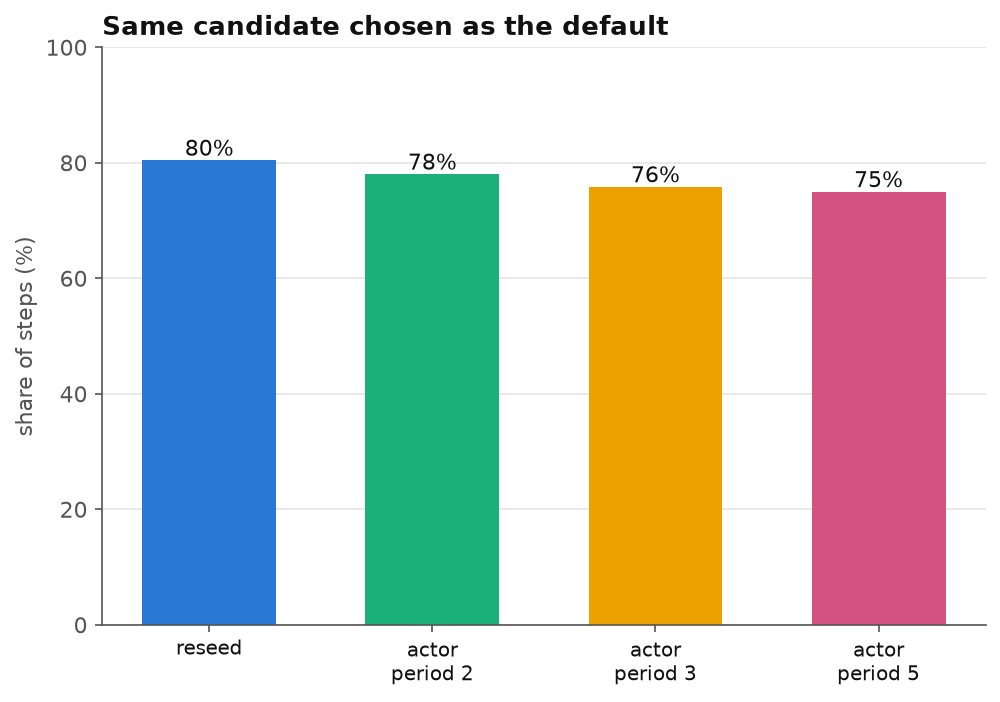 Same candidate chosen as the default
share of steps (%)
100
80
60
40
20
0
80%
78%
76%
75%
reseed
actor
period 2
actor
period 3
actor
period 5